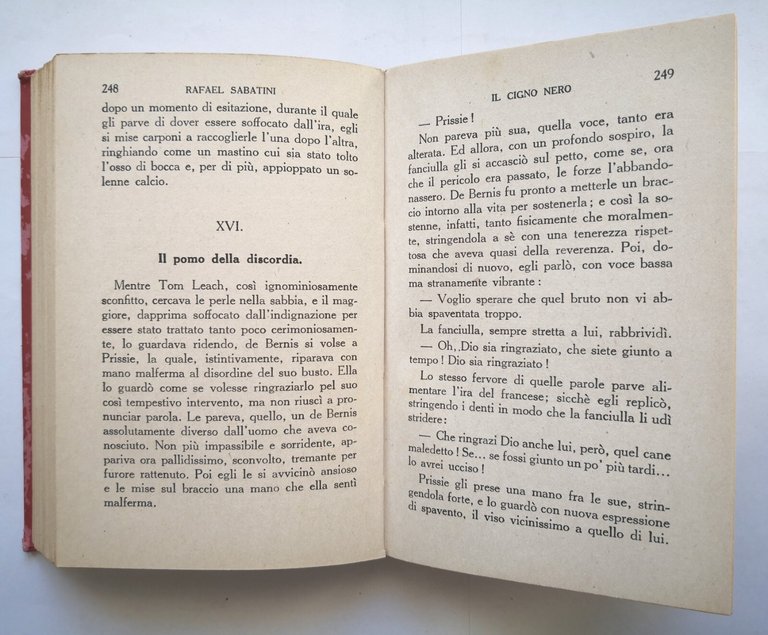 248 RAFAEL SABATINI
dopo un momento di esitazione, durante il quale
gli parve di dover essere soffocato dall'ira, egli
si mise carponi a raccoglierle l'una dopo l'altra,
ringhiando come un mastino cui sia stato tolto
l'osso di bocca e, per di più, appioppato un so-
lenne calcio.
XVI.
Il pomo della discordia.
Mentre Tom Leach, così ignominiosamente
sconfitto, cercava le perle nella sabbia, e il mag-
giore, dapprima soffocato dall'indignazione per
essere stato trattato tanto poco cerimoniosamen-
te, lo guardava ridendo, de Bernis si volse a
Prissie, la quale, istintivamente, riparava con
mano malferma al disordine del suo busto. Ella
lo guardò come se volesse ringraziarlo pel suo
così tempestivo intervento, ma non riuscì a pro-
nunciar parola. Le pareva, quello, un de Bernis
assolutamente diverso dall'uomo che aveva co-
nosciuto. Non più impassibile e sorridente, ap-
pariva ora pallidissimo, sconvolto, tremante per
furore rattenuto. Poi egli le si avvicinò ansioso
e le mise sul braccio una mano che ella sentì
malferma.
IL CIGNO NERO 249
— Prissie !
Non pareva più sua, quella voce, tanto era
alterata. Ed allora, con un profondo sospiro, la
fanciulla gli si accasciò sul petto, come se, ora
che il pericolo era passato, le forze l'abbando-
nassero. De Bernis fu pronto a metterle un brac-
cio intorno alla vita per sostenerla ; e così la so-
stenne, infatti, tanto fisicamente che moralmen-
te, stringendola a sè con una tenerezza rispet-
tosa che aveva quasi della reverenza. Poi, do-
minandosi di nuovo, egli parlò, con voce bassa
ma stranamente vibrante :
— Voglio sperare che quel bruto non vi ab-
bia spaventata troppo.
La fanciulla, sempre stretta a lui, rabbrividì.
— Oh, Dio sia ringraziato, che siete giunto a
tempo ! Dio sia ringraziato !
Lo stesso fervore di quelle parole parve ali-
mentare l'ira del francese; sicchè egli replicò,
stringendo i denti in modo che la fanciulla li udì
stridere :
— Che ringrazi Dio anche lui, però, quel cane
maledetto ! Se... se fossi giunto un po' più tardi...
lo avrei ucciso !
Prissie gli prese una mano fra le sue, strin-
gendola forte, e lo guardò con nuova espressione
di spavento, il viso vicinissimo a quello di lui.